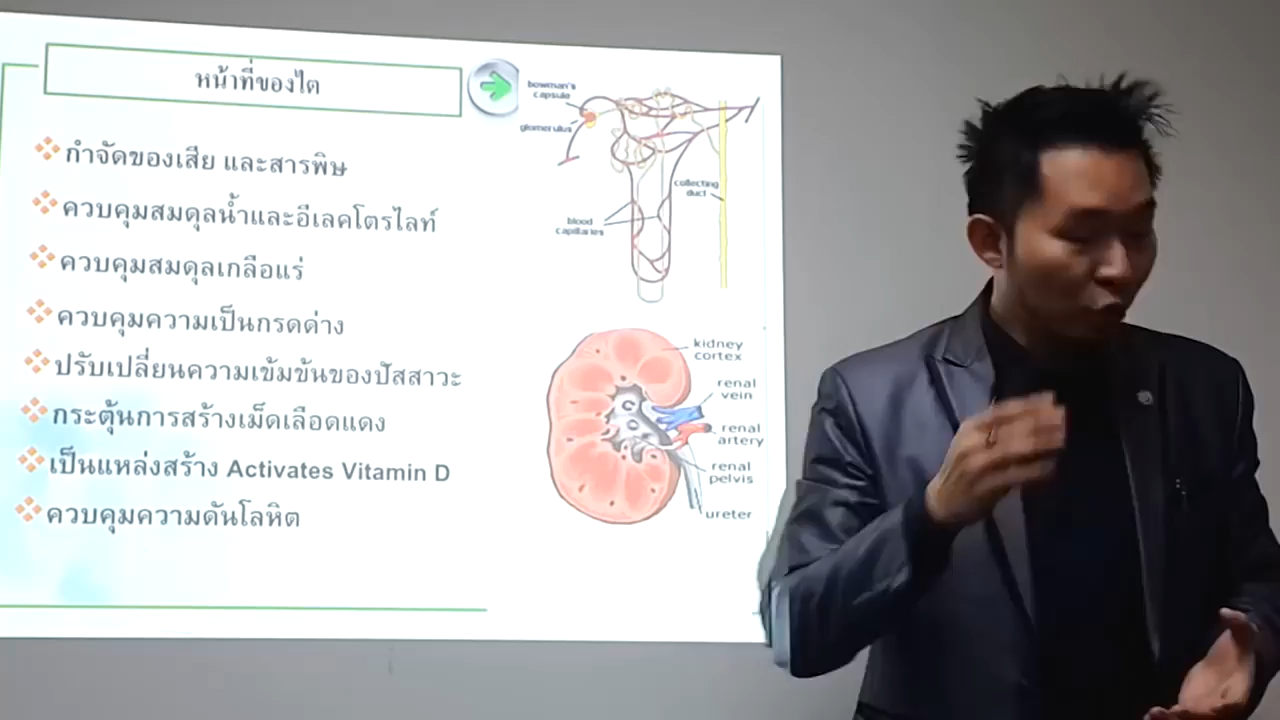 หน้าที่ของไต
กำจัดของเสีย และสารพิษ
ควบคุมสมดุลน้ำและอีเลคโตรไลท์
ควบคุมสมดุลเกลือแร่
ควบคุมความเป็นกรดด่าง
ปรับเปลี่ยนความเข้มข้นของปัสสาวะ
กระตุ้นการสร้างเม็ดเลือดแดง
เป็นแหล่งสร้าง Activates Vitamin D
ควบคุมความดันโลหิต
bowman's
capsule
glomerulus
collecting
duct
blood
capillaries
kidney
cortex
renal
vein
renal
artery
renal
pelvis
ureter